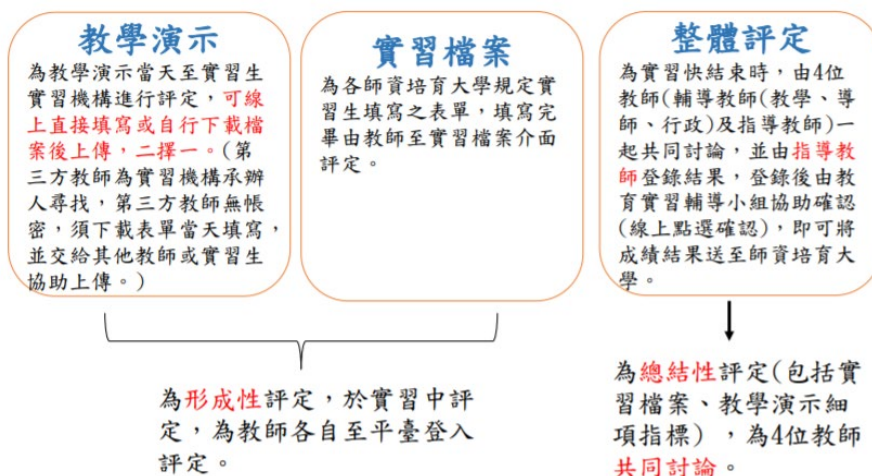 教學演示
為教學演示當天至實習生
實習機構進行評定，可線
上直接填寫或自行下載檔
案後上傳，二擇一。(第
三方教師為實習機構承辦
人尋找，第三方教師無帳
密，須下載表單當天填寫，
並交給其他教師或實習生
協助上傳。)
實習檔案
為各師資培育大學規定實
習生填寫之表單，填寫完
畢由教師至實習檔案介面
評定。
整體評定
為實習快結束時，由4位
教師(輔導教師(教學、導
師、行政)及指導教師)一
起共同討論，並由指導教
師登錄結果，登錄後由教
育實習輔導小組協助確認
(線上點選確認)，即可將
成績結果送至師資培育大
學。
為形成性評定，於實習中評
定，為教師各自至平臺登入
評定。
為總結性評定(包括實
習檔案、教學演示細
項指標)，為4位教師
共同討論。